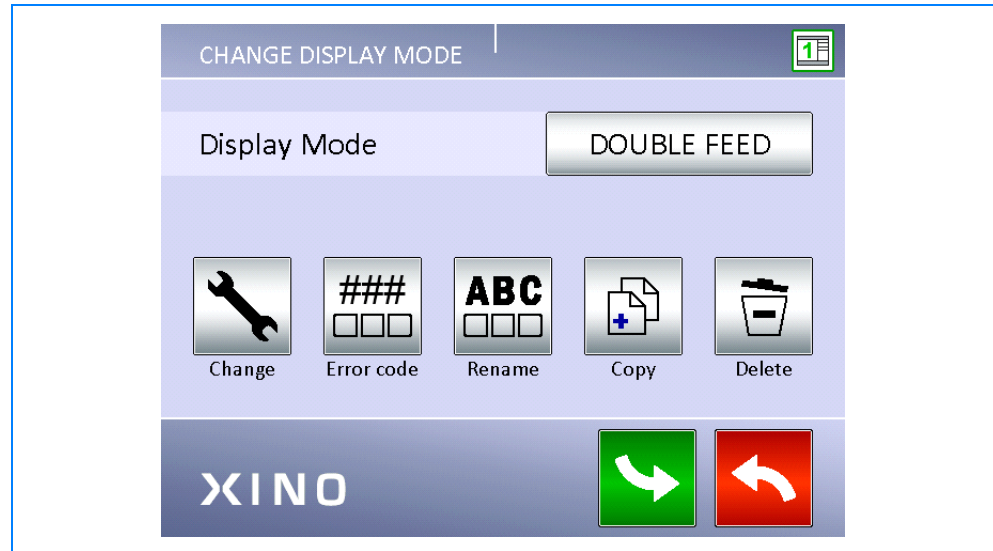 CHANGE DISPLAY MODE
1
Display Mode
DOUBLE FEED
###
ABC
Change
Error code
Rename
Copy
Delete
XINO